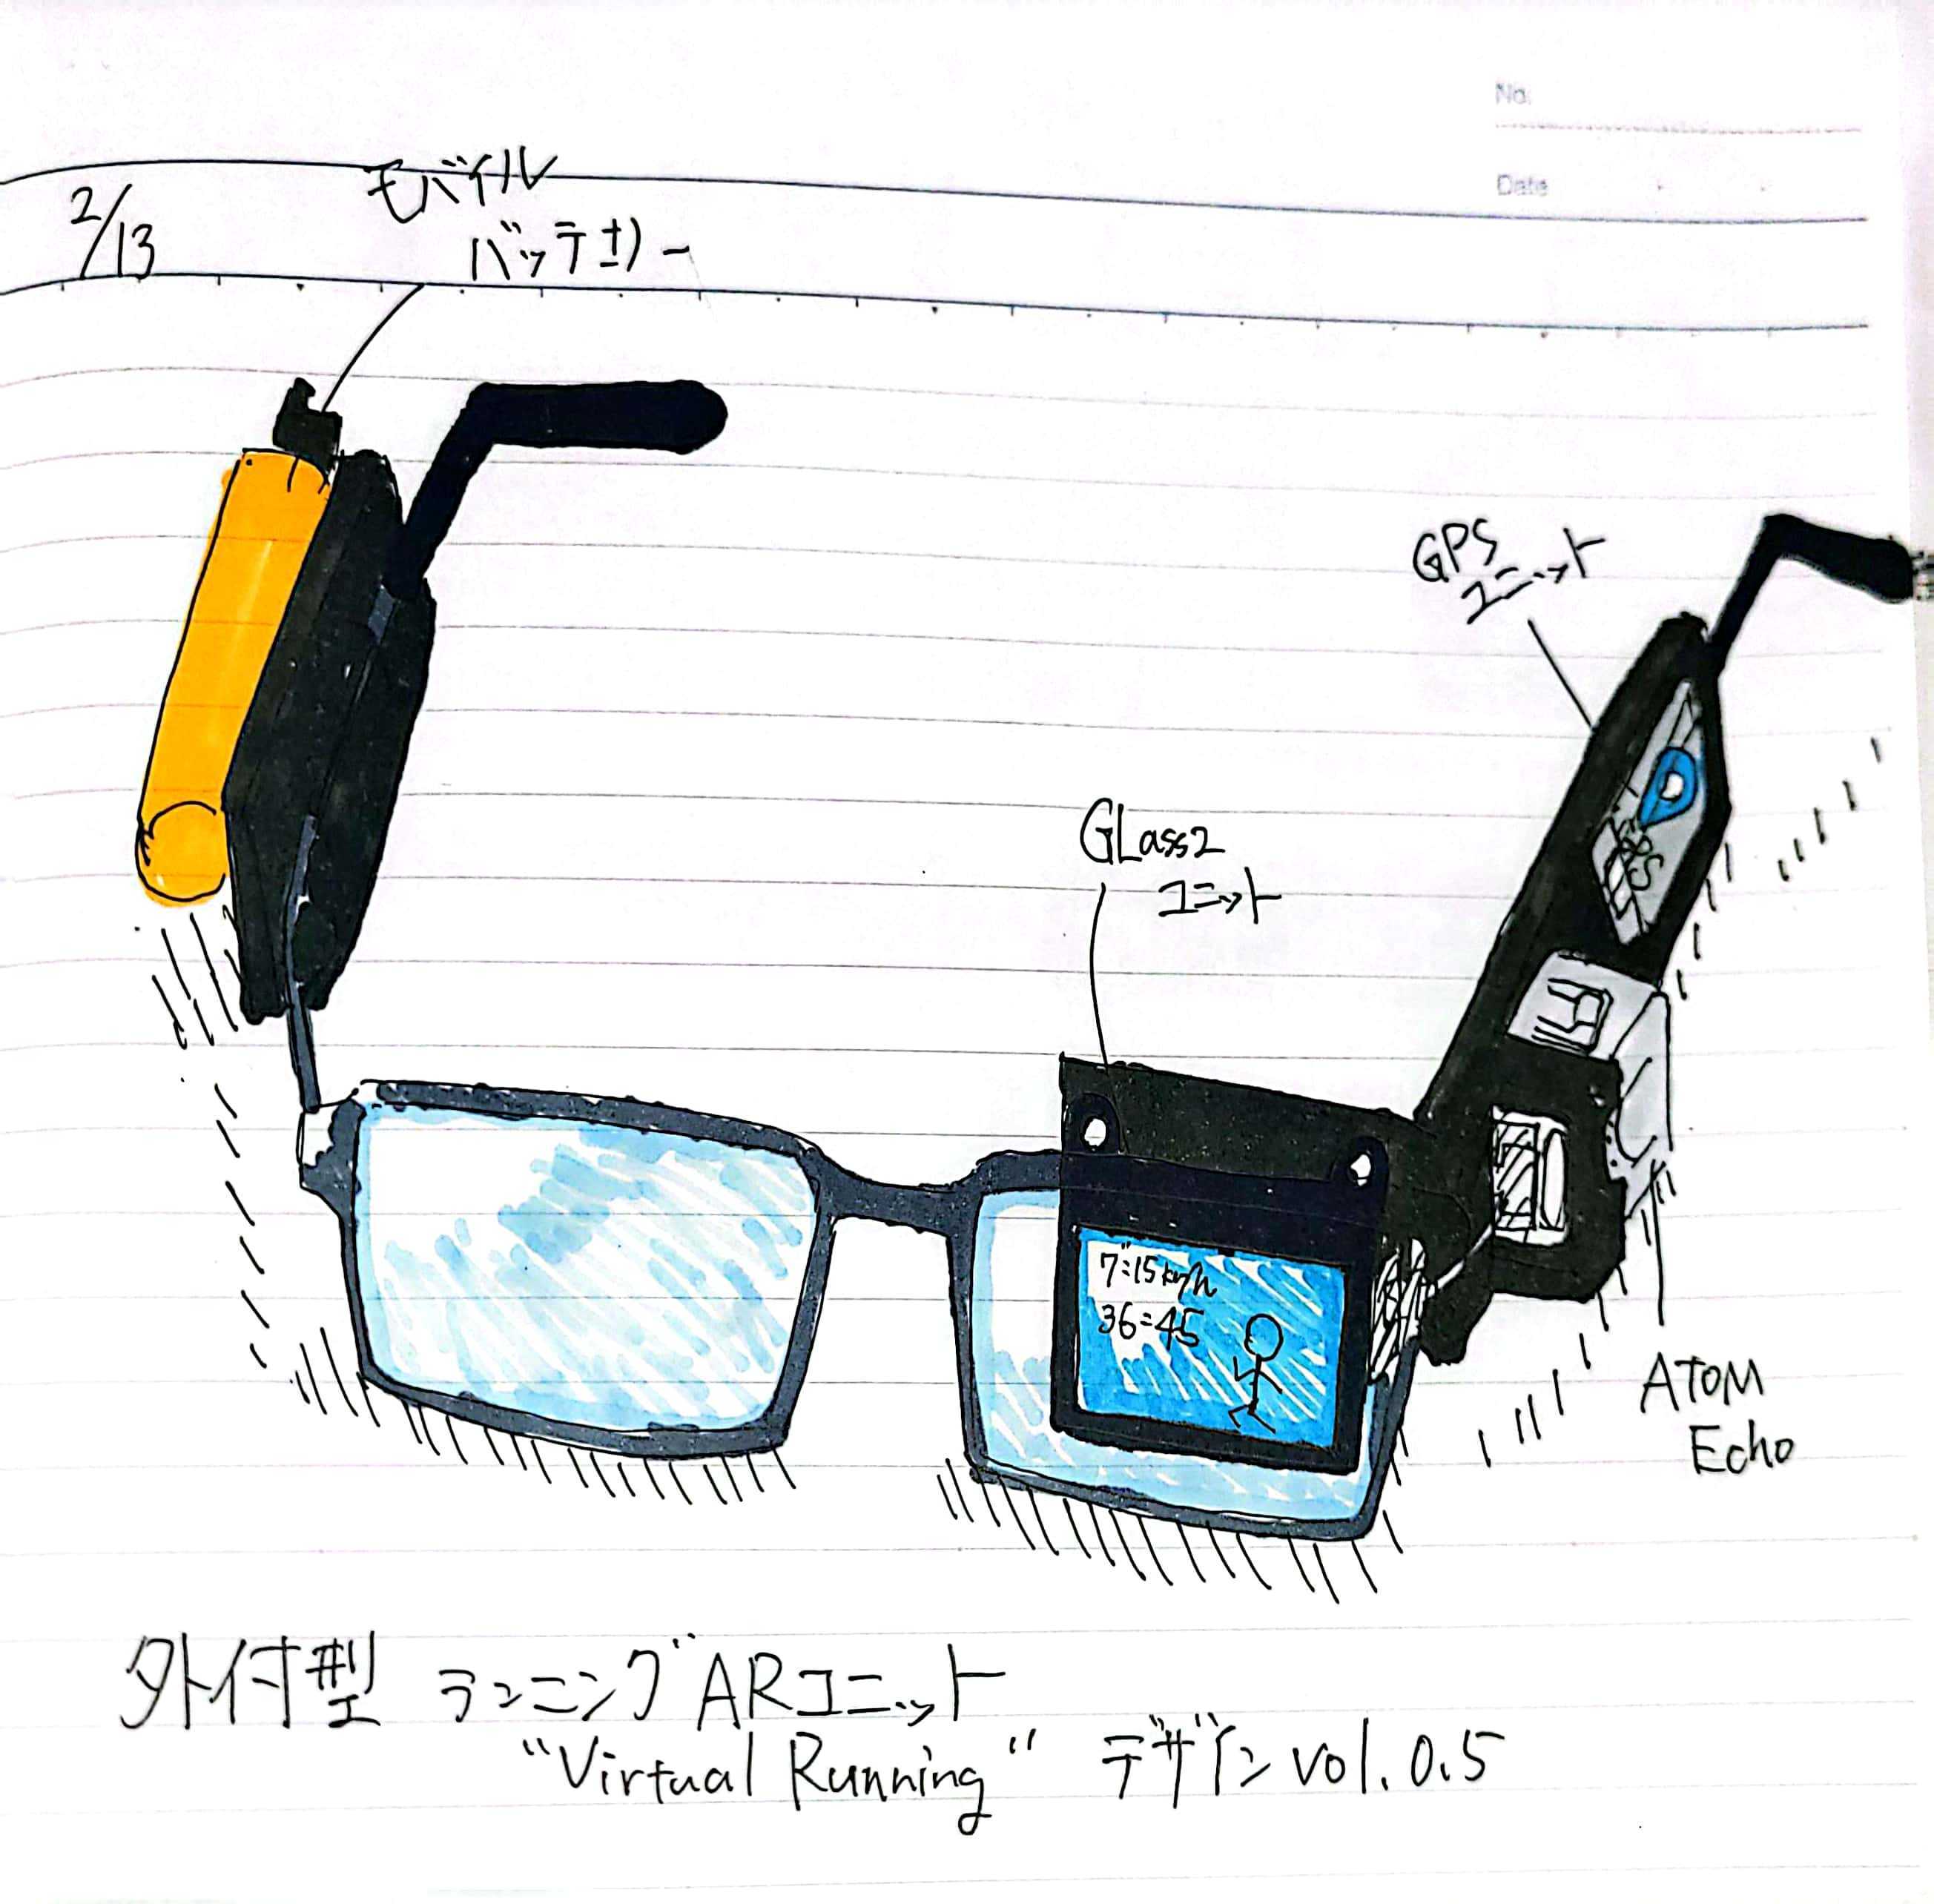 No.
Date
2/13
モバイル
バッテリー
GPS
ユニット
GPS
GLass2
ユニット
7:15km/h
36:45
ATOM
Echo
外付型 ランニングARユニット
"Virtual Running" デザイン vol.0.5